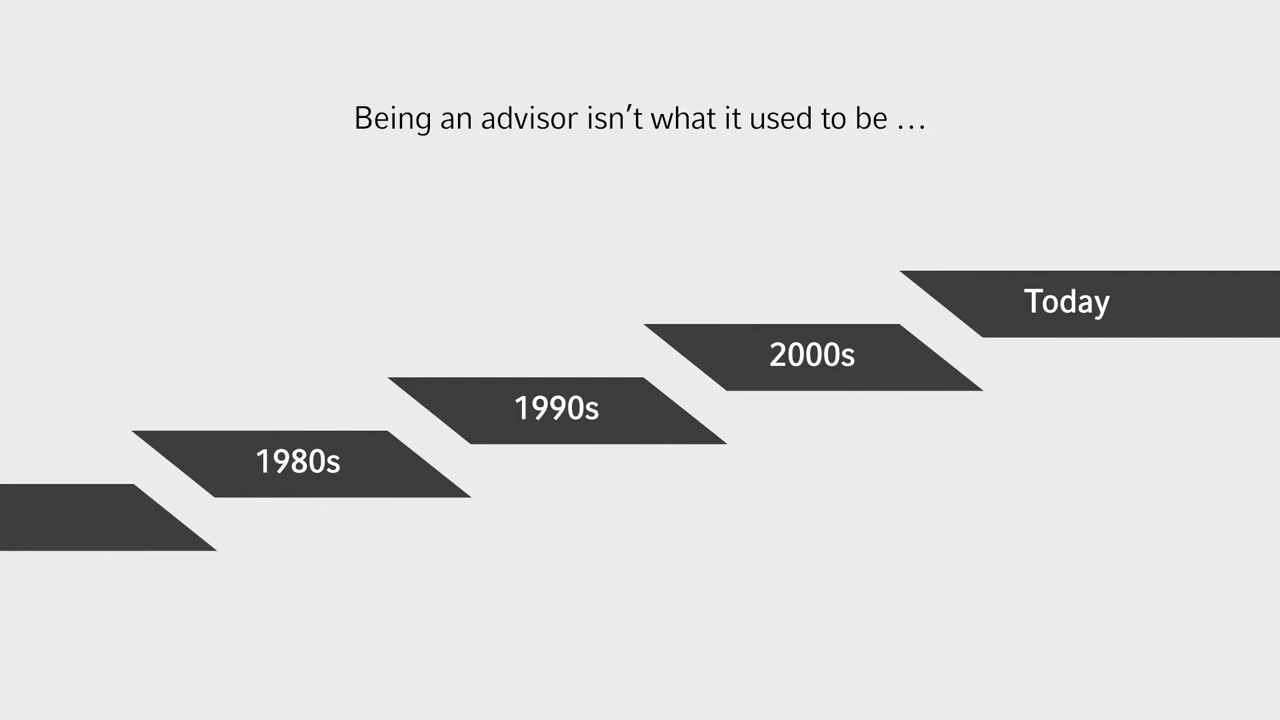 Being an advisor isn’t what it used to be …
Today
2000s
1990s
1980s